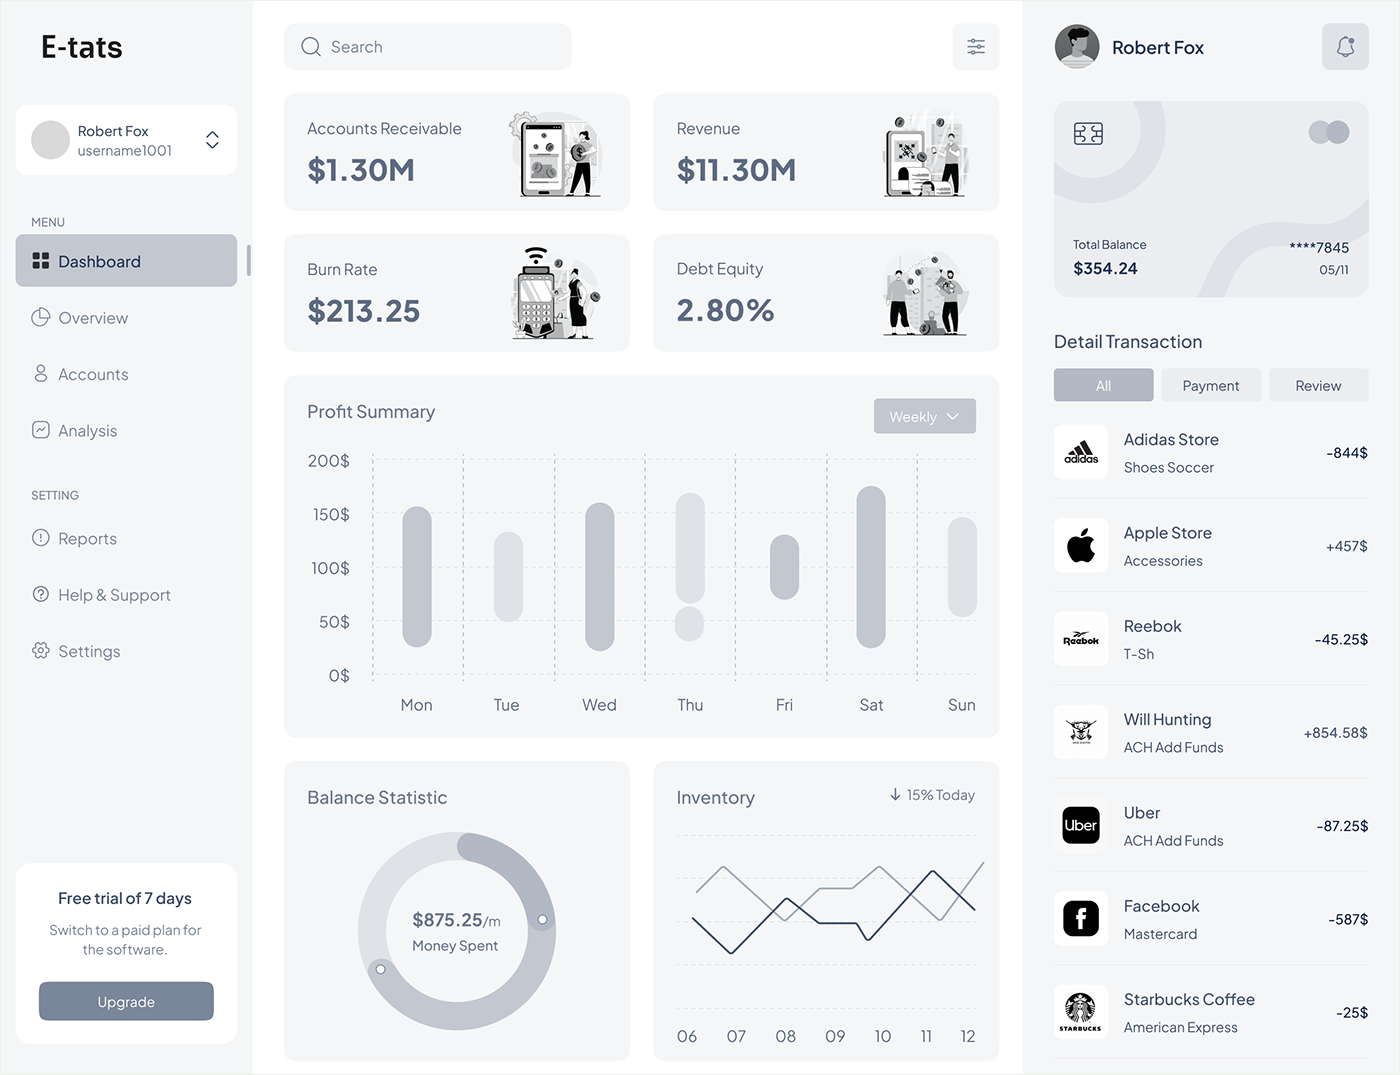 E-tats
Robert Fox
username1001
MENU
Dashboard
Overview
Accounts
Analysis
SETTING
Reports
Help & Support
Settings
Free trial of 7 days
Switch to a paid plan for
the software.
Upgrade
Search
Accounts Receivable
$1.30M
Revenue
$11.30M
Burn Rate
$213.25
Debt Equity
2.80%
Profit Summary
Weekly
200$
150$
100$
50$
0$
Mon Tue Wed Thu Fri Sat Sun
Balance Statistic
$875.25/m
Money Spent
Inventory
15% Today
06 07 08 09 10 11 12
Robert Fox
Total Balance
$354.24
****7845
05/11
Detail Transaction
All Payment Review
adidas
Adidas Store
Shoes Soccer
-844$
Apple Store
Accessories
+457$
Reebok
Reebok
T-Sh
-45.25$
Will Hunting
ACH Add Funds
+854.58$
Uber
Uber
ACH Add Funds
-87.25$
f
Facebook
Mastercard
-587$
STARBUCKS
Starbucks Coffee
American Express
-25$